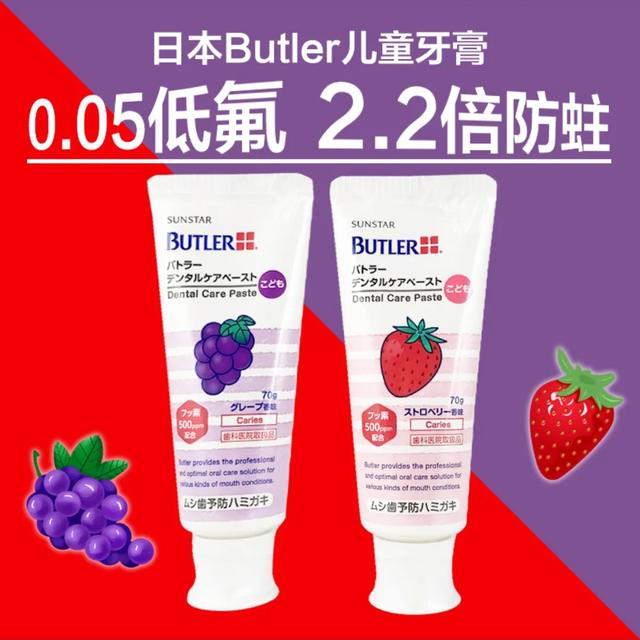 日本Butler儿童牙膏
0.05低氟 2.2倍防蛀
SUNSTAR
BUTLER
バトラー
デンタルケアペースト
Dental Care Paste
こども
70g
グレープ香味
フッ素
500ppm
配合
Caries
歯科医院取扱品
Butler provides the professional
and optimal oral care solution for
various kinds of mouth conditions.
ムシ歯予防ハミガキ
SUNSTAR
BUTLER
バトラー
デンタルケアペースト
Dental Care Paste
こども
70g
ストロベリー香味
フッ素
500ppm
配合
Caries
歯科医院取扱品
Butler provides the professional
and optimal oral care solution for
various kinds of mouth conditions.
ムシ歯予防ハミガキ